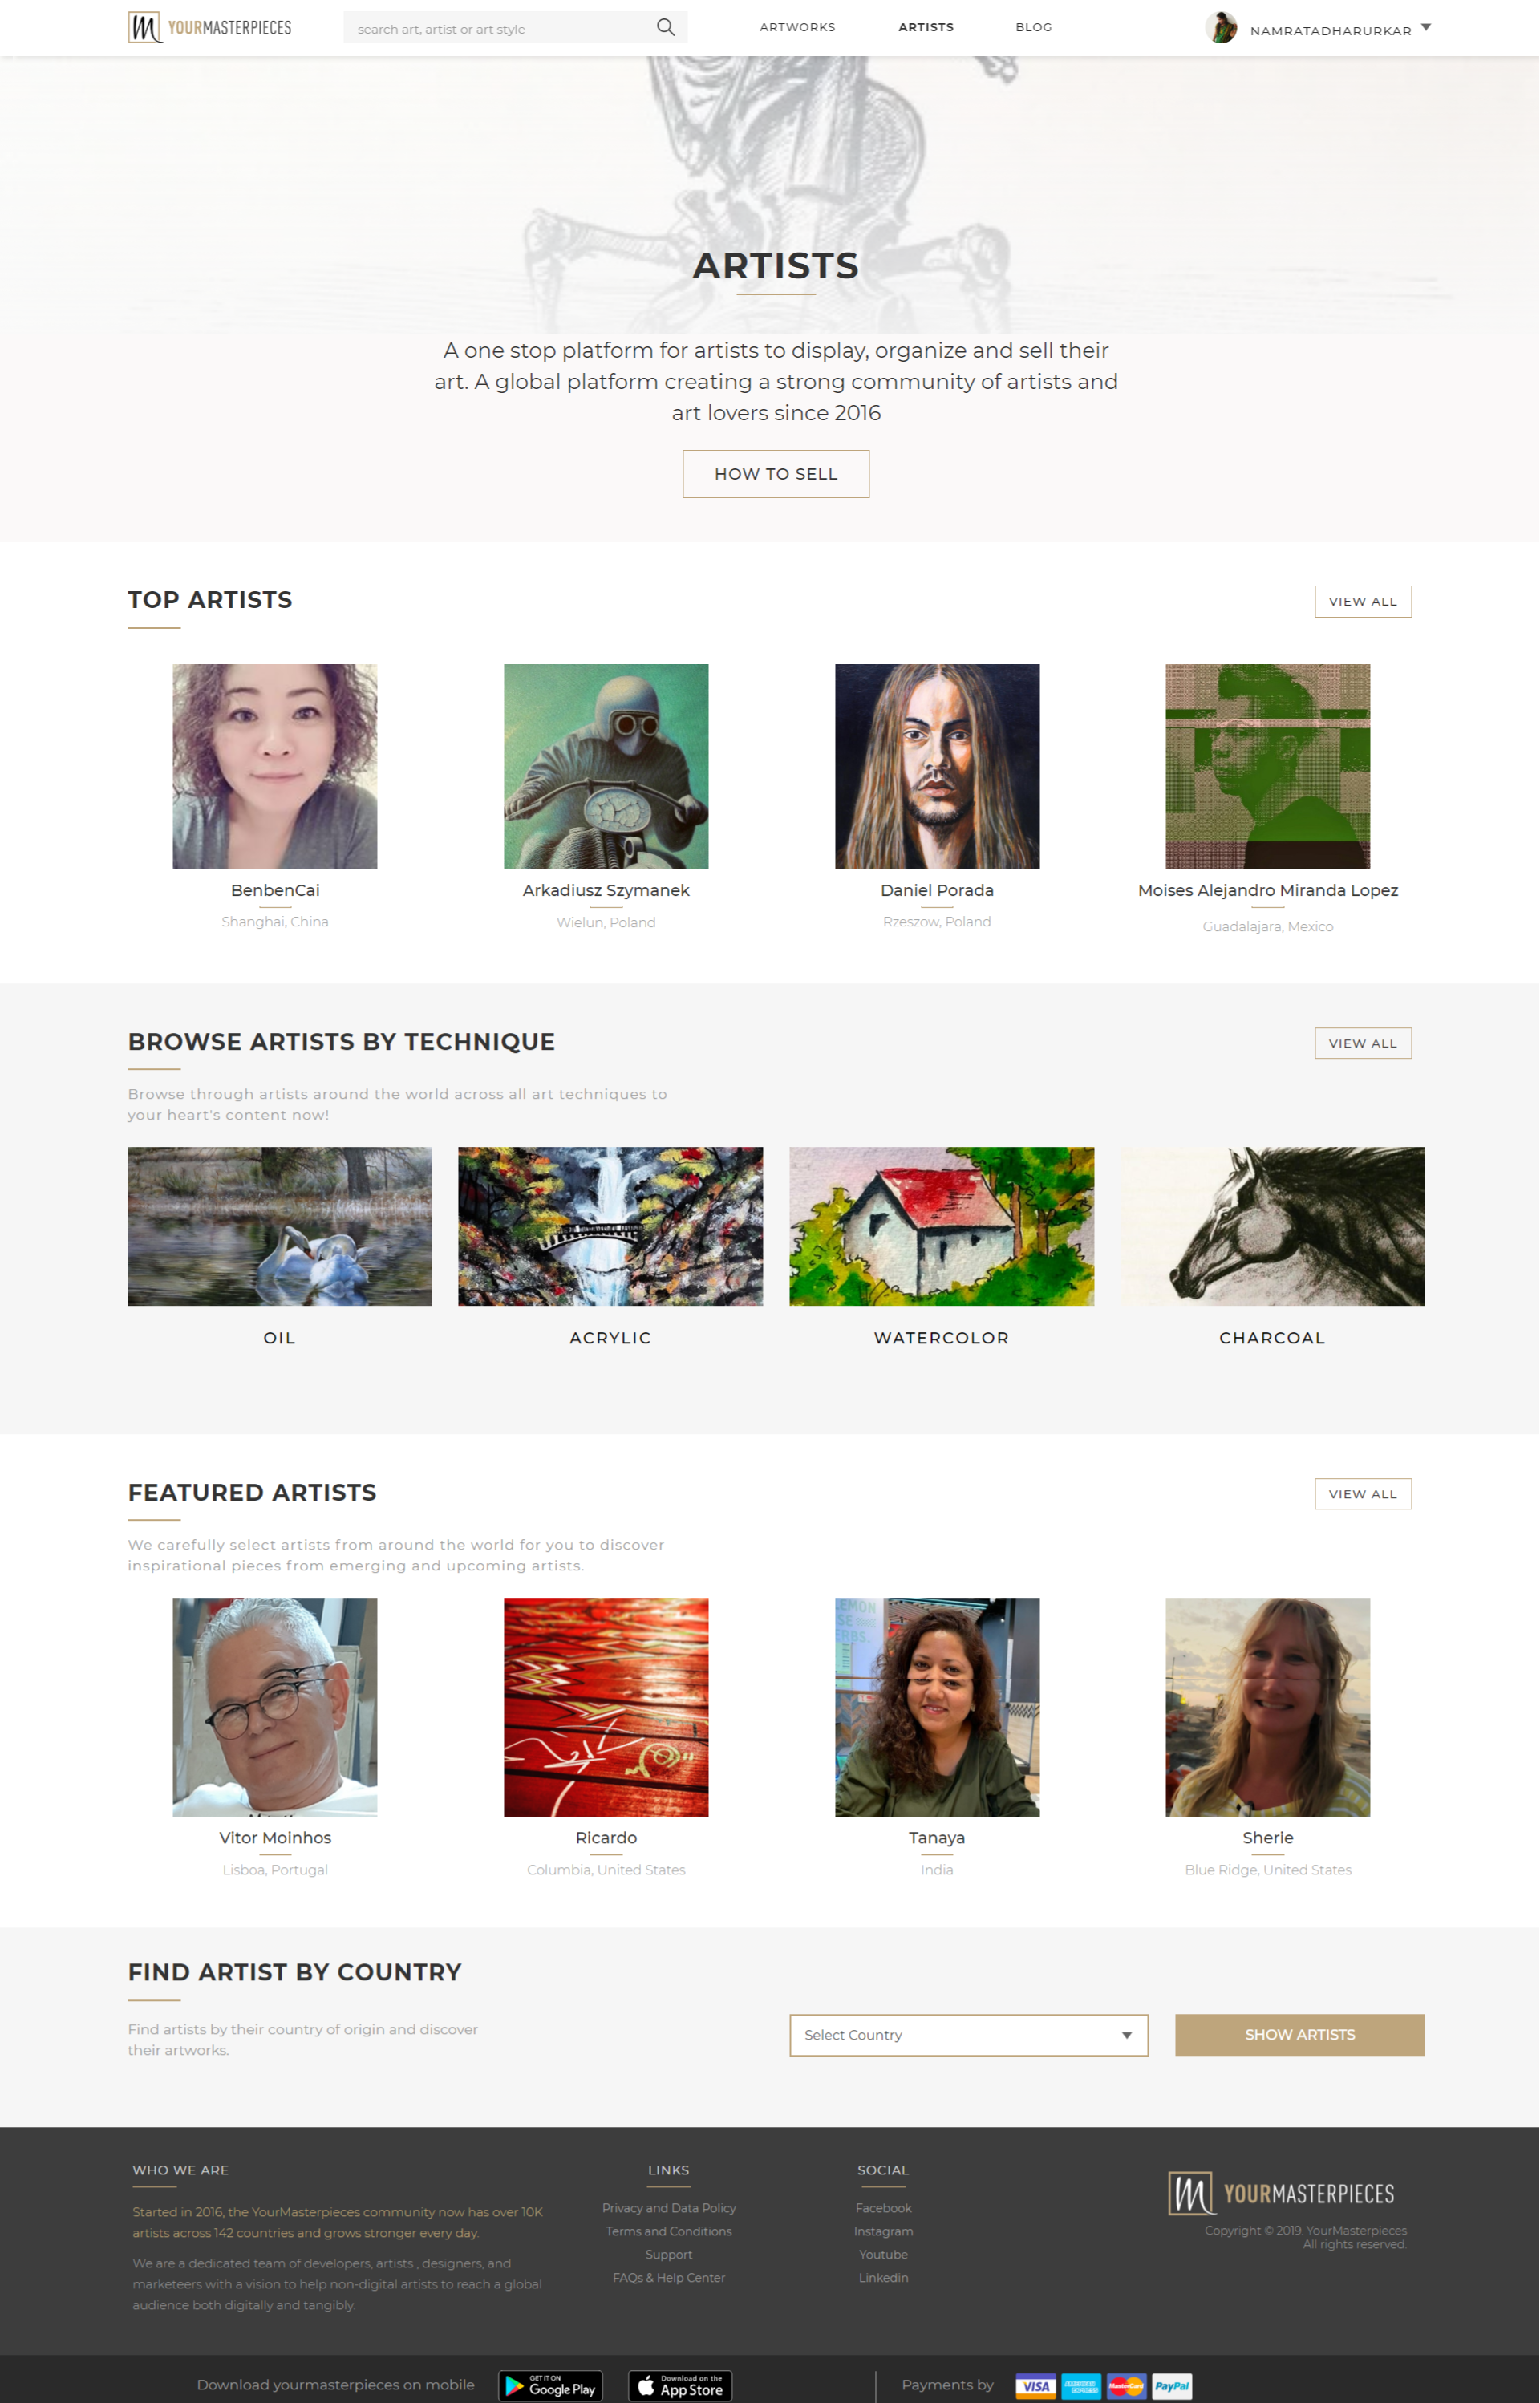 YOURMASTERPIECES
search art, artist or art style
ARTWORKS
ARTISTS
BLOG
NAMRATADHARURKAR
ARTISTS
A one stop platform for artists to display, organize and sell their
art. A global platform creating a strong community of artists and
art lovers since 2016
HOW TO SELL
TOP ARTISTS
VIEW ALL
BenbenCai
Shanghai, China
Arkadiusz Szymanek
Wielun, Poland
Daniel Porada
Rzeszow, Poland
Moises Alejandro Miranda Lopez
Guadalajara, Mexico
BROWSE ARTISTS BY TECHNIQUE
VIEW ALL
Browse through artists around the world across all art techniques to
your heart's content now!
OIL
ACRYLIC
WATERCOLOR
CHARCOAL
FEATURED ARTISTS
VIEW ALL
We carefully select artists from around the world for you to discover
inspirational pieces from emerging and upcoming artists.
EMON
SE
ERBS.
Vitor Moinhos
Lisboa, Portugal
Ricardo
Columbia, United States
Tanaya
India
Sherie
Blue Ridge, United States
FIND ARTIST BY COUNTRY
Find artists by their country of origin and discover
their artworks.
Select Country
SHOW ARTISTS
WHO WE ARE
Started in 2016, the YourMasterpieces community now has over 10K
artists across 142 countries and grows stronger every day.
We are a dedicated team of developers, artists , designers, and
marketeers with a vision to help non-digital artists to reach a global
audience both digitally and tangibly.
LINKS
Privacy and Data Policy
Terms and Conditions
Support
FAQs & Help Center
SOCIAL
Facebook
Instagram
Youtube
Linkedin
YOURMASTERPIECES
Copyright © 2019. YourMasterpieces
All rights reserved.
Download yourmasterpieces on mobile
GET IT ON
Google Play
Download on the
App Store
Payments by
VISA
AMERICAN
EXPRESS
MasterCard
PayPal